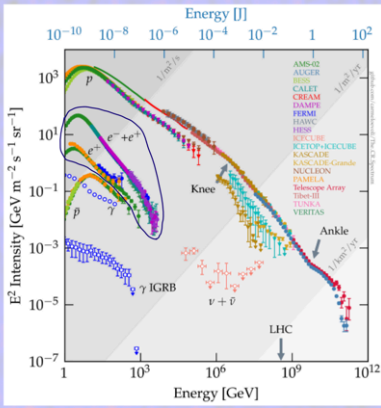 Energy [J]
10⁻¹⁰ 10⁻⁸ 10⁻⁶ 10⁻⁴ 10⁻² 1 10²
10³
10¹
10⁻¹
10⁻³
10⁻⁵
10⁻⁷
E² Intensity [GeV m⁻² s⁻¹ sr⁻¹]
1/m²/s
1/m²/yr
1/km²/yr
p
e⁻+e⁺
e⁺
p̄
γ
γ IGRB
ν + ν̄
Knee
Ankle
LHC
AMS-02
AUGER
BESS
CALET
CREAM
DAMPE
FERMI
HAWC
HESS
ICECUBE
ICETOP+ICECUBE
KASCADE
KASCADE-Grande
NUCLEON
PAMELA
Telescope Array
Tibet-III
TUNKA
VERITAS
1 10³ 10⁶ 10⁹ 10¹²
Energy [GeV]